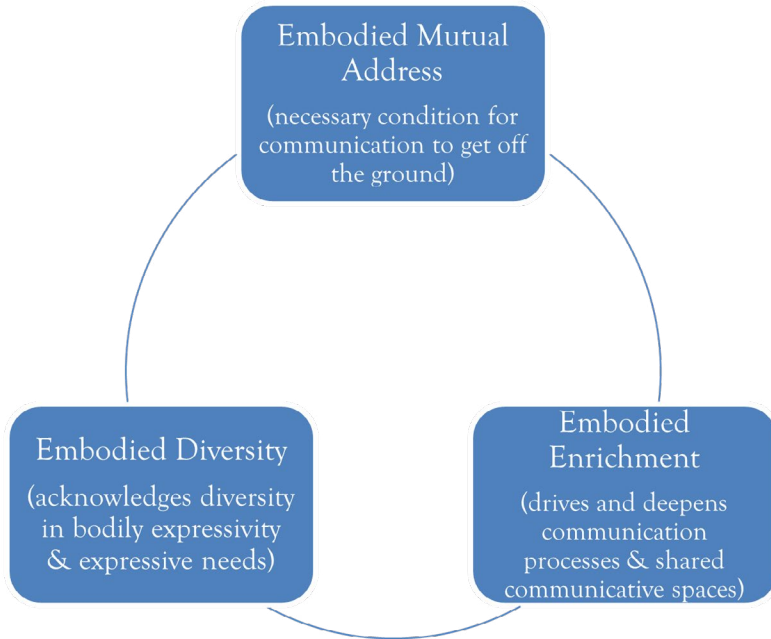 Embodied Mutual
Address
(necessary condition for
communication to get off
the ground)
Embodied Diversity
(acknowledges diversity
in bodily expressivity
& expressive needs)
Embodied
Enrichment
(drives and deepens
communication
processes & shared
communicative spaces)